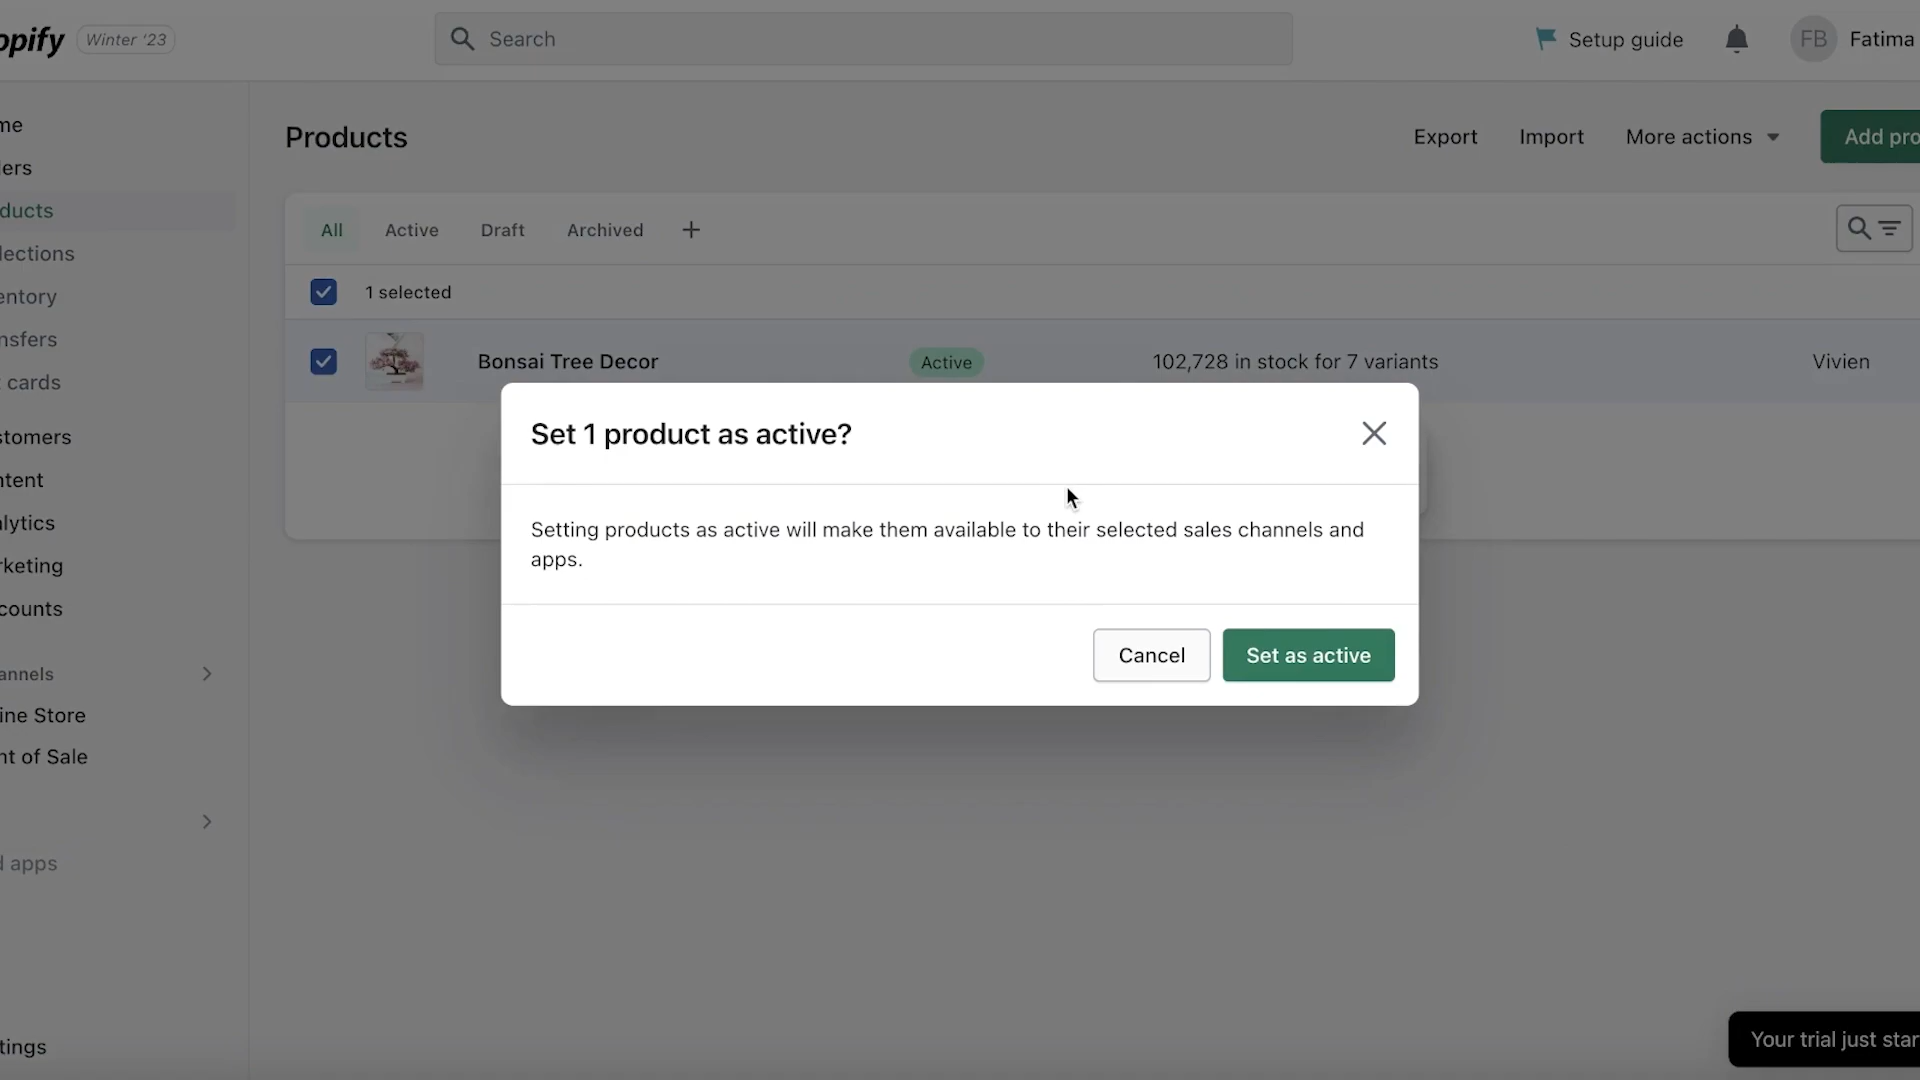 opify Winter '23
Search
Setup guide
FB Fatima
me
ers
ducts
lections
entory
nsfers
cards
stomers
ntent
lytics
rketing
counts
annels
ine Store
nt of Sale
d apps
tings
Products
Export Import More actions Add pro
All Active Draft Archived +
1 selected
Bonsai Tree Decor Active 102,728 in stock for 7 variants Vivien
Set 1 product as active?
Setting products as active will make them available to their selected sales channels and
apps.
Cancel Set as active
Your trial just star